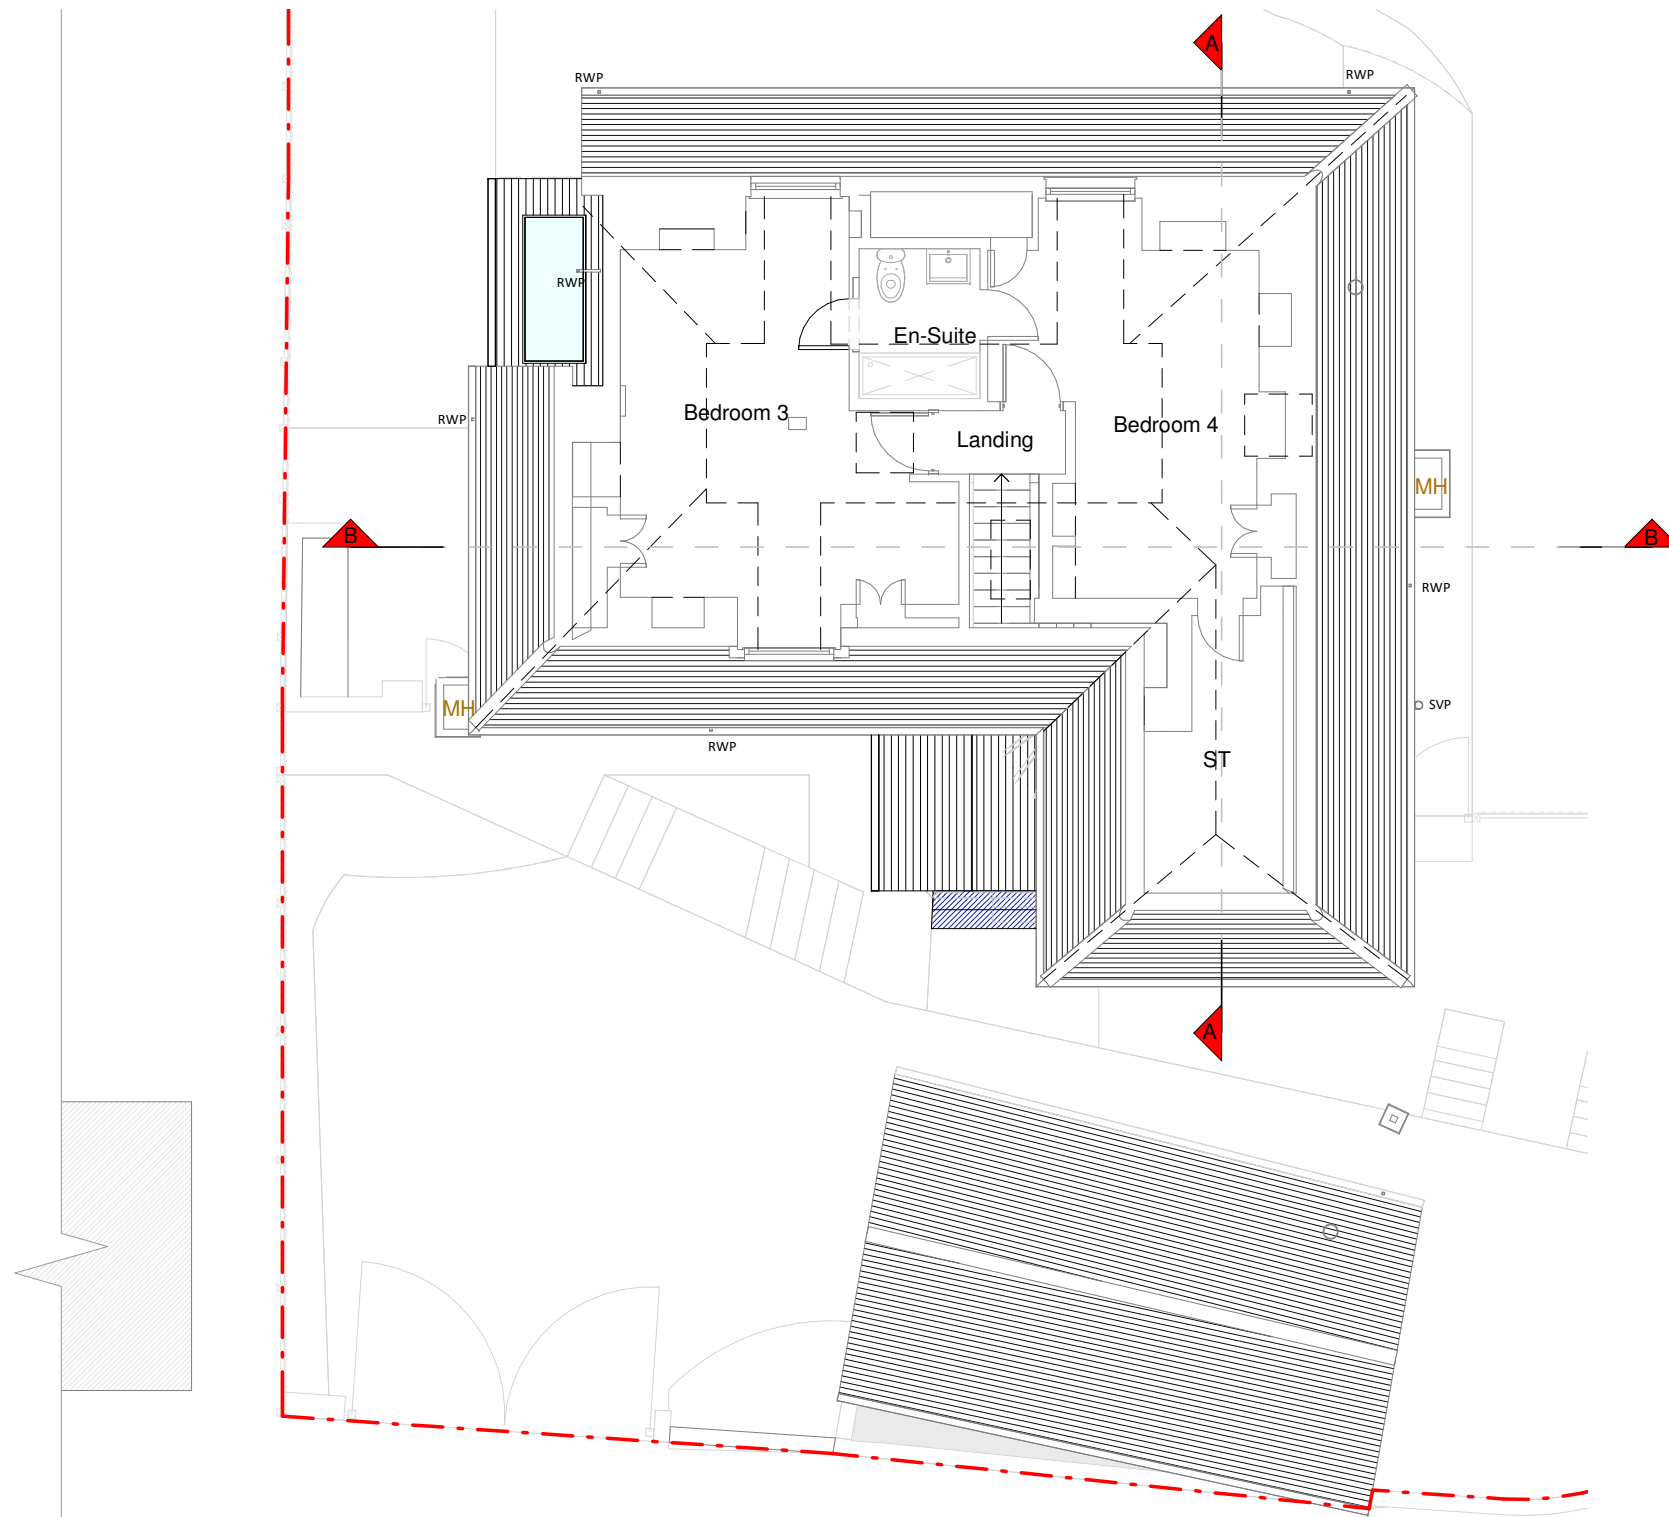 A
RWP
RWP
RWP
En-Suite
Bedroom 3
RWP
Bedroom 4
Landing
MH
B
B
RWP
MH
SVP
RWP
ST
A